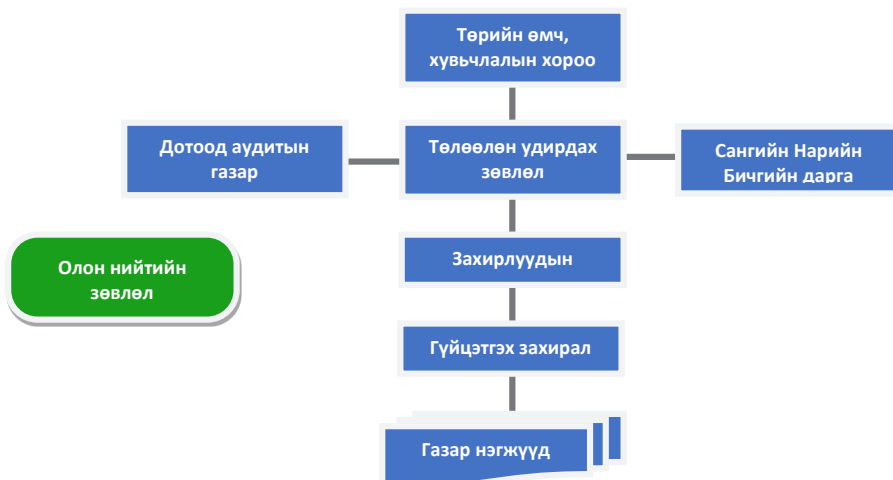 Төрийн өмч,
хувьчлалын хороо
Дотоод аудитын
газар
Төлөөлөн удирдах
зөвлөл
Сангийн Нарийн
Бичгийн дарга
Олон нийтийн
зөвлөл
Захирлуудын
Гүйцэтгэх захирал
Газар нэгжүүд